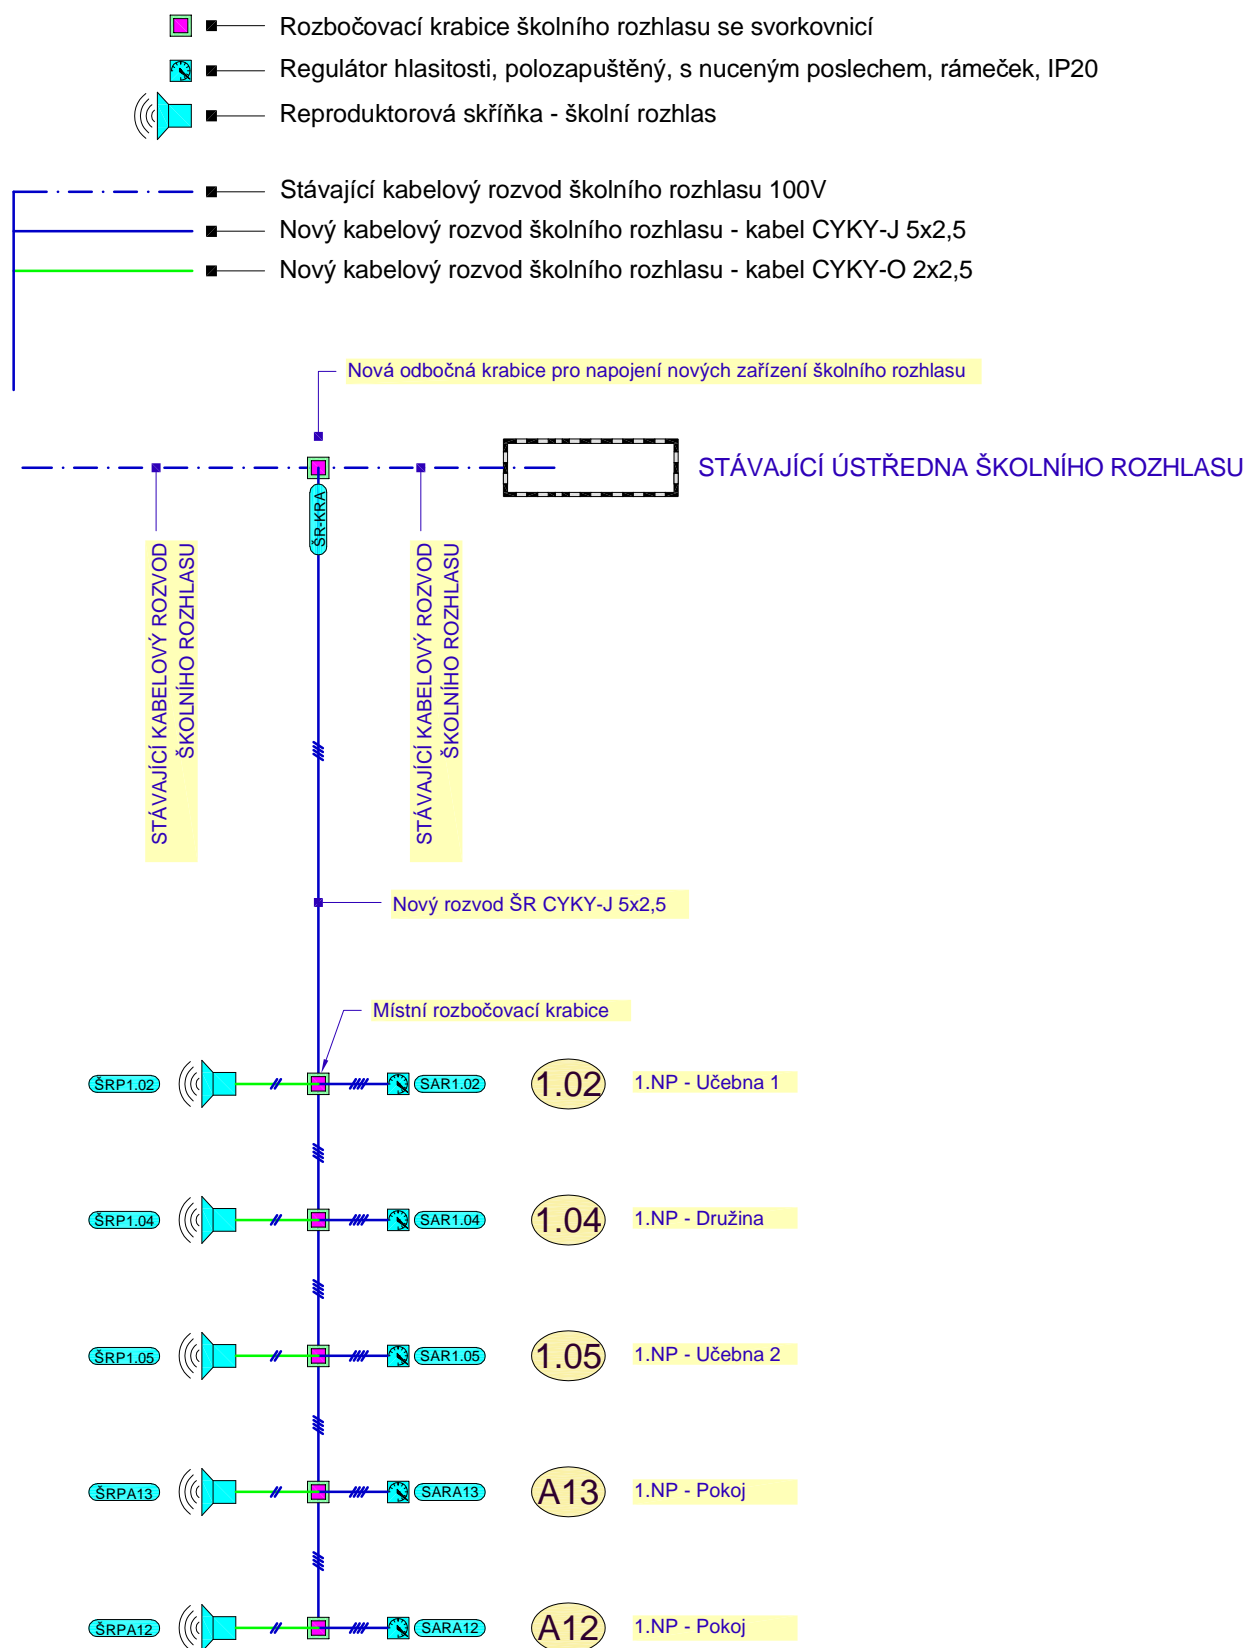 Rozbočovací krabice školního rozhlasu se svorkovnicí
Regulátor hlasitosti, polozapuštěný, s nuceným poslechem, rámeček, IP20
Reproduktorová skříňka - školní rozhlas
Stávající kabelový rozvod školního rozhlasu 100V
Nový kabelový rozvod školního rozhlasu - kabel CYKY-J 5x2,5
Nový kabelový rozvod školního rozhlasu - kabel CYKY-O 2x2,5
Nová odbočná krabice pro napojení nových zařízení školního rozhlasu
STÁVAJÍCÍ ÚSTŘEDNA ŠKOLNÍHO ROZHLASU
ŠR-KRA
STÁVAJÍCÍ KABELOVÝ ROZVOD
ŠKOLNÍHO ROZHLASU
STÁVAJÍCÍ KABELOVÝ ROZVOD
ŠKOLNÍHO ROZHLASU
Nový rozvod ŠR CYKY-J 5x2,5
Místní rozbočovací krabice
ŠRP1.02 SAR1.02 1.02 1.NP - Učebna 1
ŠRP1.04 SAR1.04 1.04 1.NP - Družina
ŠRP1.05 SAR1.05 1.05 1.NP - Učebna 2
ŠRPA13 SARA13 A13 1.NP - Pokoj
ŠRPA12 SARA12 A12 1.NP - Pokoj